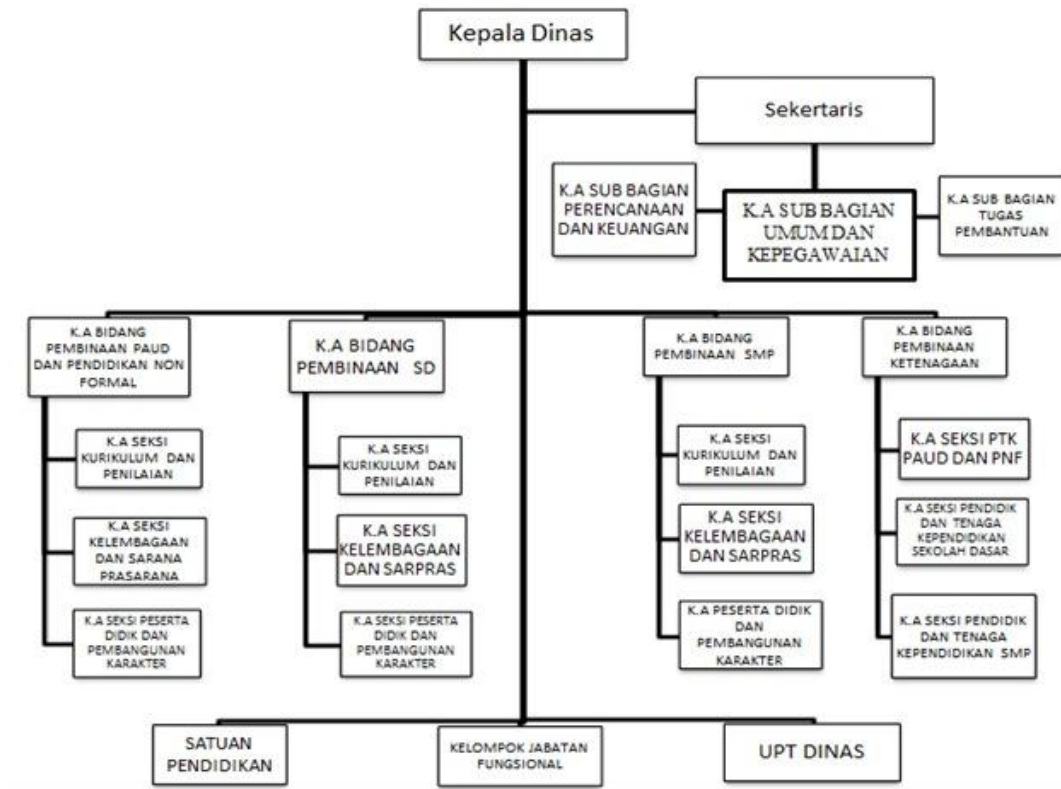 Kepala Dinas
Sekertaris
K.A SUB BAGIAN
PERENCANAAN
DAN KEUANGAN
K.A SUB BAGIAN
UMUM DAN
KEPEGAWAIAN
K.A SUB BAGIAN
TUGAS
PEMBANTUAN
K.A BIDANG
PEMBINAAN PAUD
DAN PENDIDIKAN NON
FORMAL
K.A BIDANG
PEMBINAAN SD
K.A BIDANG
PEMBINAAN SMP
K.A BIDANG
PEMBINAAN
KETENAGAAN
K.A SEKSI
KURIKULUM DAN
PENILAIAN
K.A SEKSI
KELEMBAGAAN
DAN SARANA
PRASARANA
K.A SEKSI PESERTA
DIDIK DAN
PEMBANGUNAN
KARAKTER
K.A SEKSI
KURIKULUM DAN
PENILAIAN
K.A SEKSI
KELEMBAGAAN
DAN SARPRAS
K.A SEKSI PESERTA
DIDIK DAN
PEMBANGUNAN
KARAKTER
K.A SEKSI
KURIKULUM DAN
PENILAIAN
K.A SEKSI
KELEMBAGAAN
DAN SARPRAS
K.A PESERTA DIDIK
DAN
PEMBANGUNAN
KARAKTER
K.A SEKSI PTK
PAUD DAN PNF
K.A SEKSI PENDIDIK
DAN TENAGA
KEPENDIDIKAN
SEKOLAH DASAR
K.A SEKSI PENDIDIK
DAN TENAGA
KEPENDIDIKAN SMP
SATUAN
PENDIDIKAN
KELOMPOK JABATAN
FUNGSIONAL
UPT DINAS